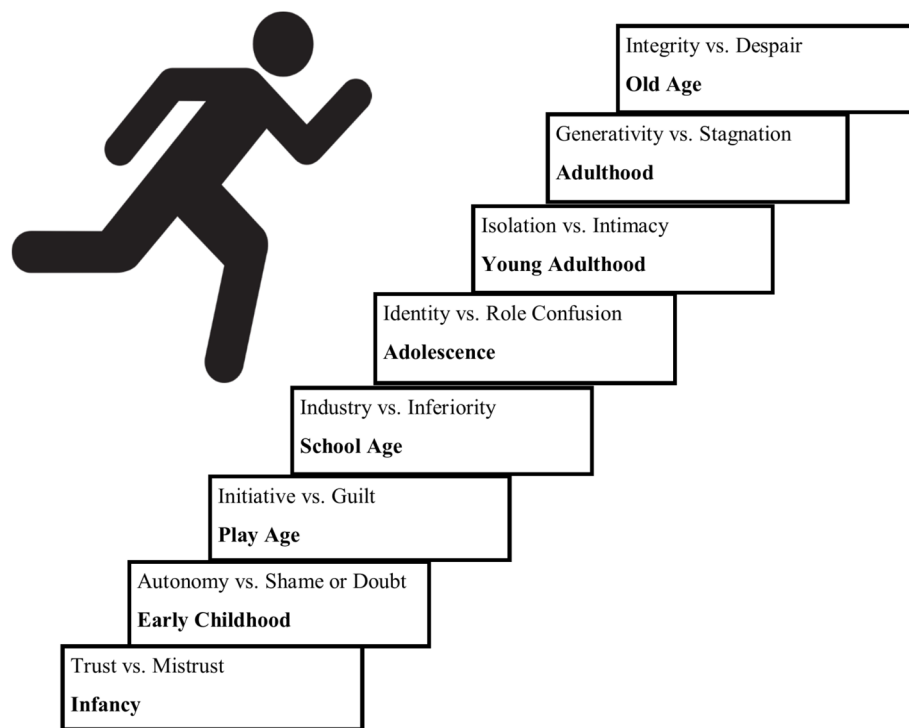 Integrity vs. Despair
Old Age
Generativity vs. Stagnation
Adulthood
Isolation vs. Intimacy
Young Adulthood
Identity vs. Role Confusion
Adolescence
Industry vs. Inferiority
School Age
Initiative vs. Guilt
Play Age
Autonomy vs. Shame or Doubt
Early Childhood
Trust vs. Mistrust
Infancy